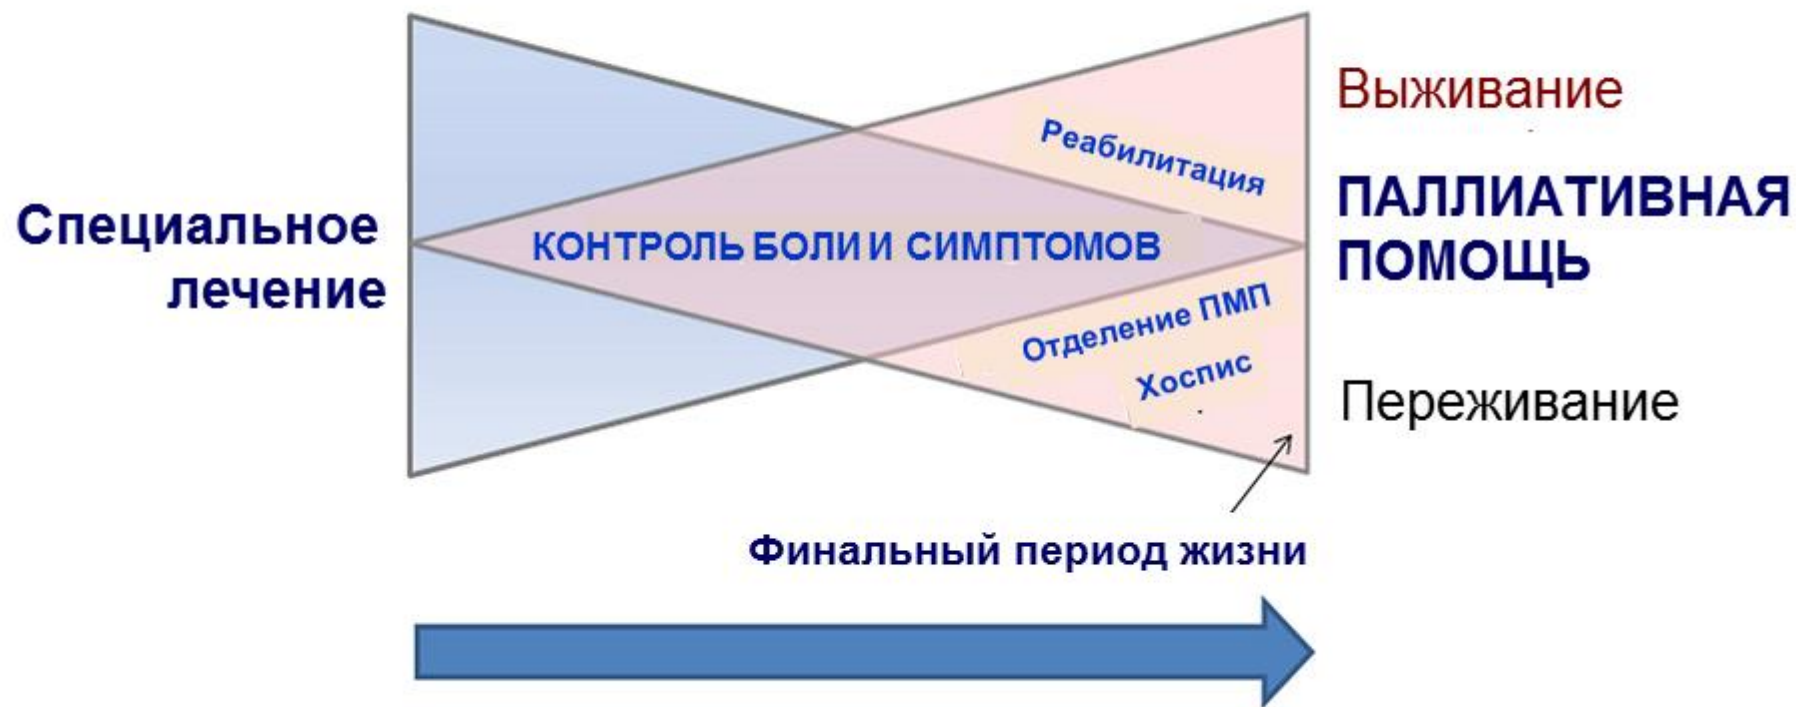 Специальное
лечение
КОНТРОЛЬ БОЛИ И СИМПТОМОВ
Реабилитация
Отделение ПМП
Хоспис
Выживание
ПАЛЛИАТИВНАЯ
ПОМОЩЬ
Переживание
Финальный период жизни